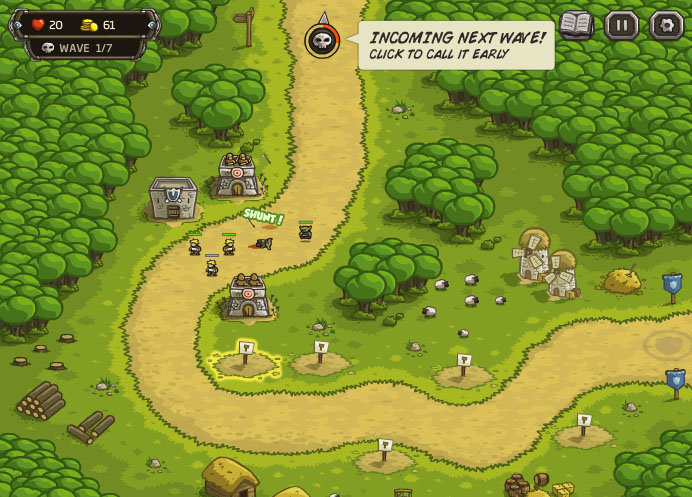 20 61
WAVE 1/7
INCOMING NEXT WAVE!
CLICK TO CALL IT EARLY
SHUNT!